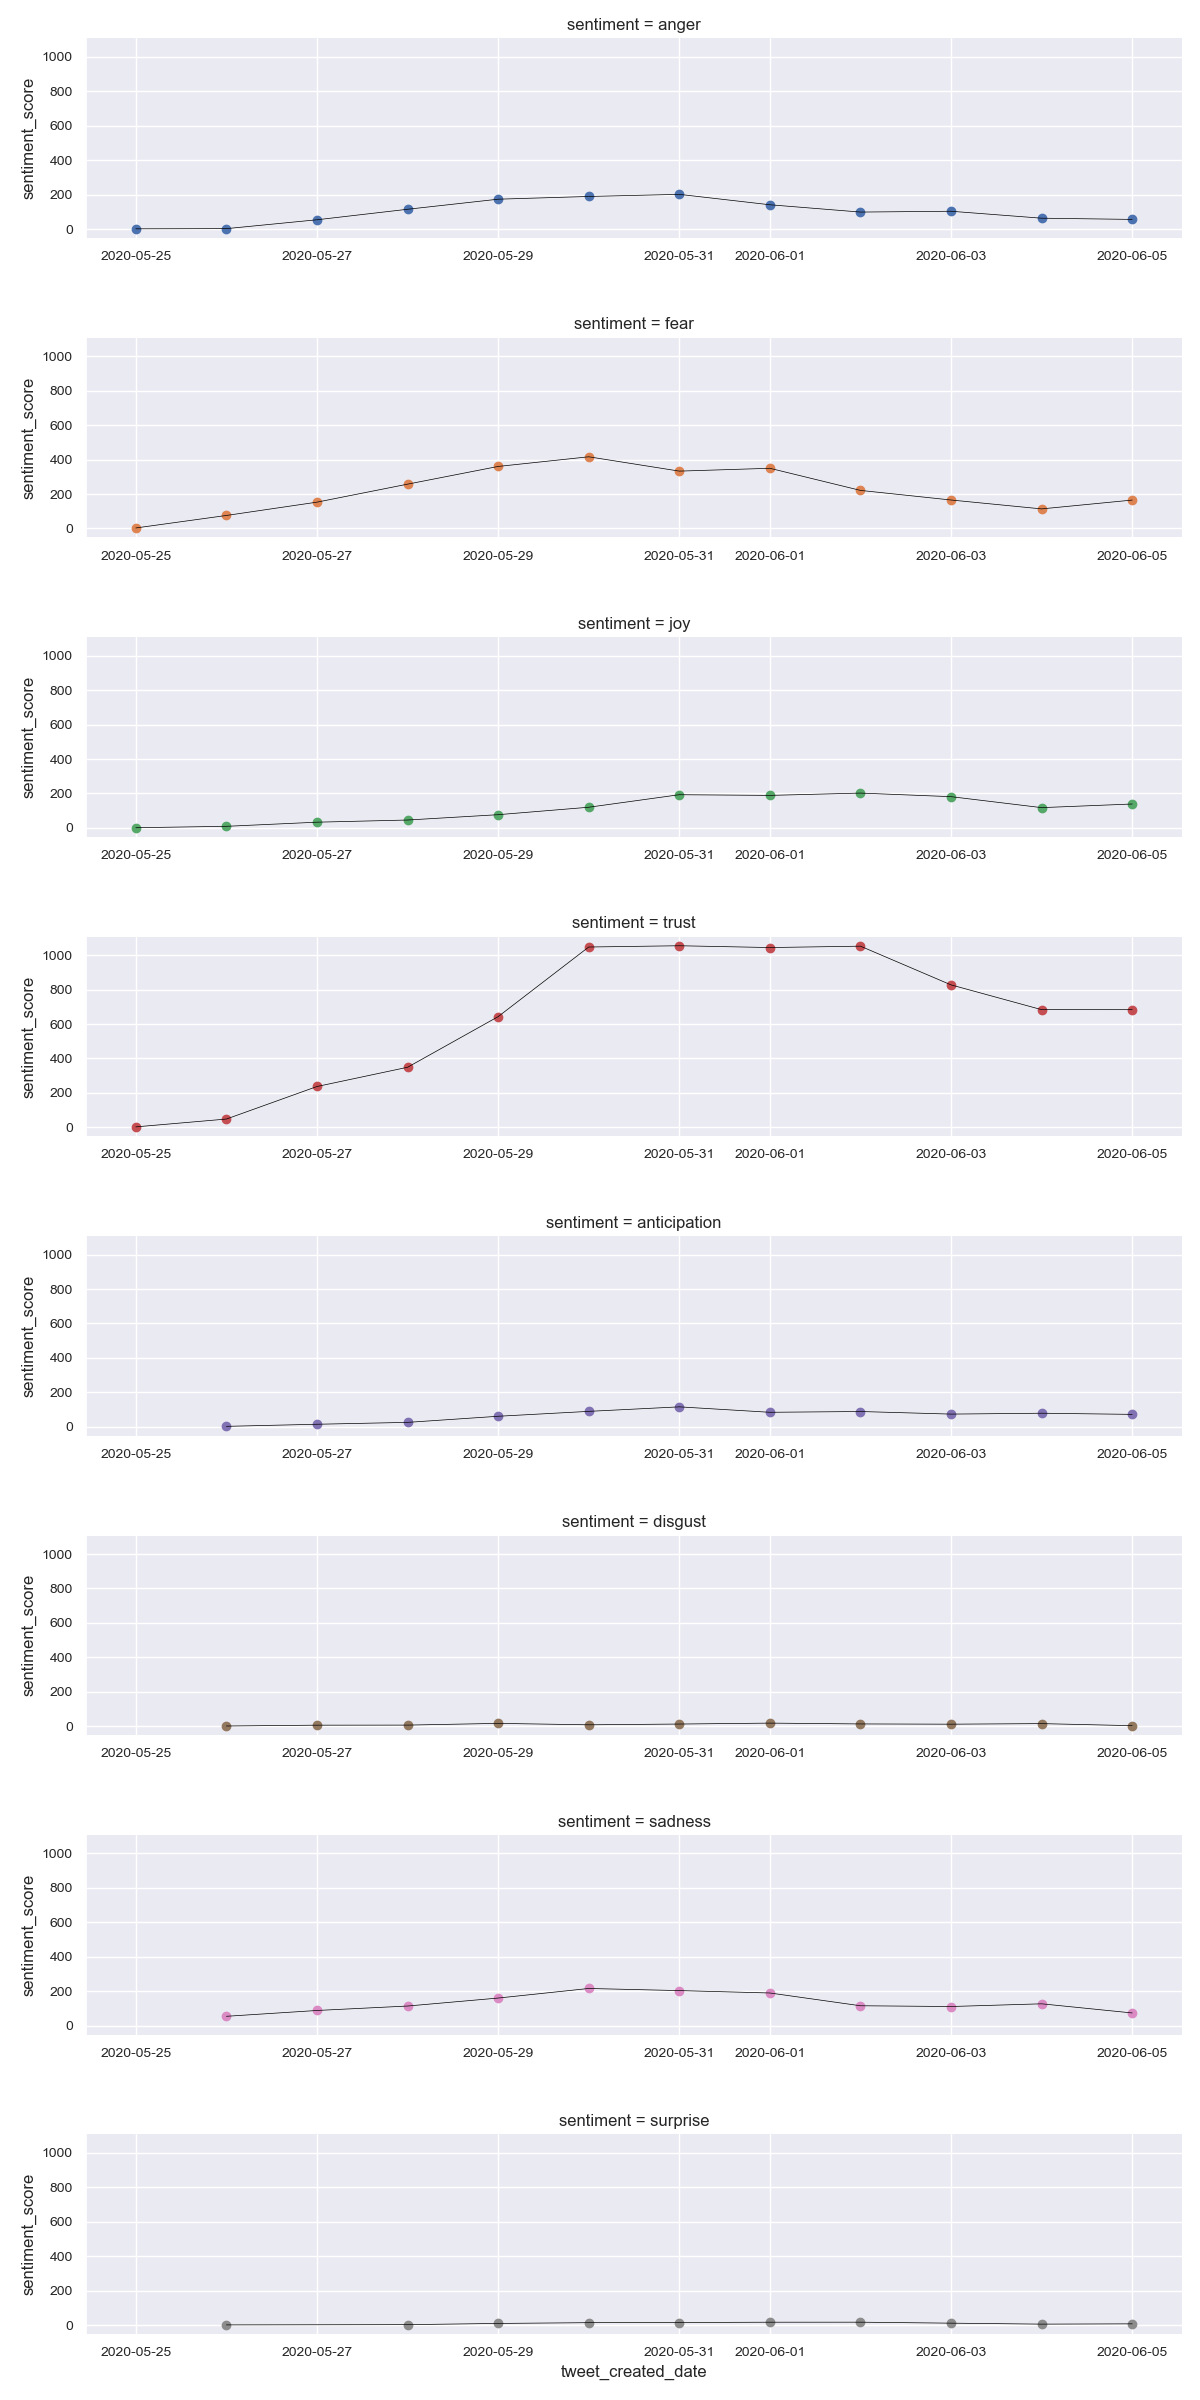 sentiment = anger
sentiment_score
1000
800
600
400
200
0
2020-05-25 2020-05-27 2020-05-29 2020-05-31 2020-06-01 2020-06-03 2020-06-05
sentiment = fear
sentiment_score
1000
800
600
400
200
0
2020-05-25 2020-05-27 2020-05-29 2020-05-31 2020-06-01 2020-06-03 2020-06-05
sentiment = joy
sentiment_score
1000
800
600
400
200
0
2020-05-25 2020-05-27 2020-05-29 2020-05-31 2020-06-01 2020-06-03 2020-06-05
sentiment = trust
sentiment_score
1000
800
600
400
200
0
2020-05-25 2020-05-27 2020-05-29 2020-05-31 2020-06-01 2020-06-03 2020-06-05
sentiment = anticipation
sentiment_score
1000
800
600
400
200
0
2020-05-25 2020-05-27 2020-05-29 2020-05-31 2020-06-01 2020-06-03 2020-06-05
sentiment = disgust
sentiment_score
1000
800
600
400
200
0
2020-05-25 2020-05-27 2020-05-29 2020-05-31 2020-06-01 2020-06-03 2020-06-05
sentiment = sadness
sentiment_score
1000
800
600
400
200
0
2020-05-25 2020-05-27 2020-05-29 2020-05-31 2020-06-01 2020-06-03 2020-06-05
sentiment = surprise
sentiment_score
1000
800
600
400
200
0
2020-05-25 2020-05-27 2020-05-29 2020-05-31 2020-06-01 2020-06-03 2020-06-05
tweet_created_date